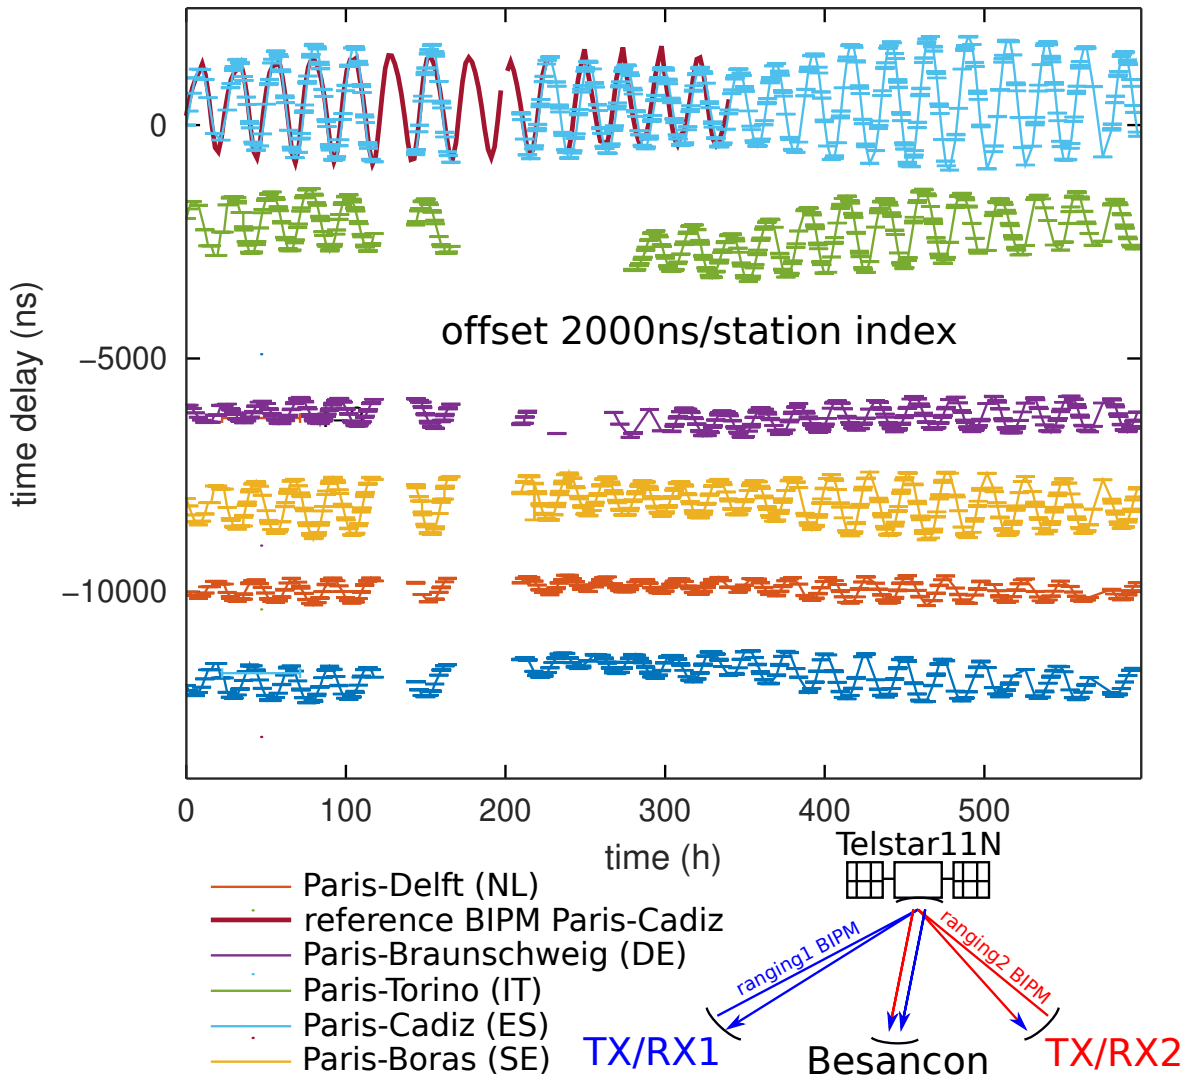 0
−5000
−10000
time delay (ns)
offset 2000ns/station index
0
100
200
300
400
500
time (h)
Paris-Delft (NL)
reference BIPM Paris-Cadiz
Paris-Braunschweig (DE)
Paris-Torino (IT)
Paris-Cadiz (ES)
Paris-Boras (SE)
Telstar11N
ranging1 BIPM
ranging2 BIPM
TX/RX1
Besancon
TX/RX2